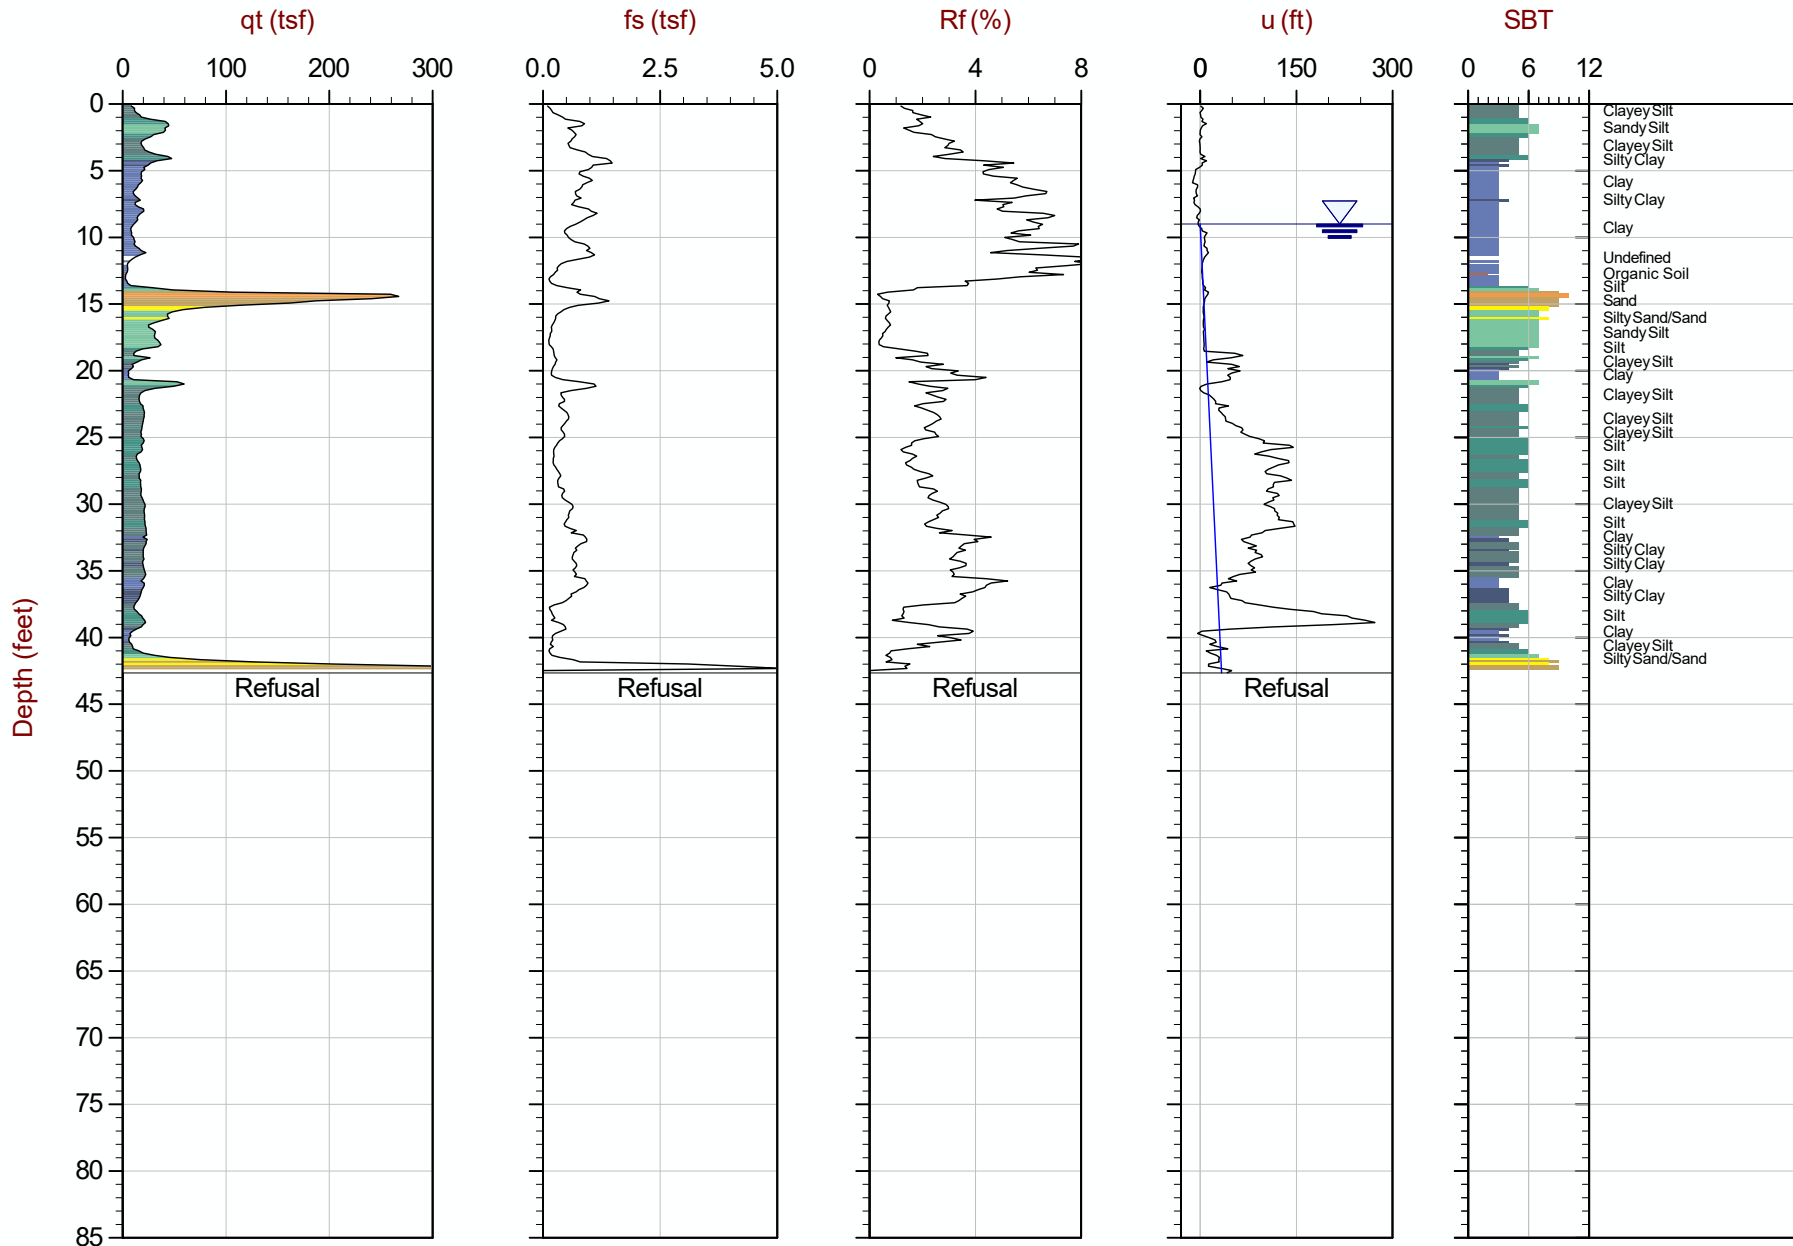 qt (tsf) fs (tsf) Rf (%) u (ft) SBT
0 100 200 300 0.0 2.5 5.0 0 4 8 0 150 300 0 6 12
0
Clayey Silt
Sandy Silt
Clayey Silt
Silty Clay
5
Clay
Silty Clay
Clay
10
Undefined
Organic Soil
Silt
Sand
15
Silty Sand/Sand
Sandy Silt
Silt
Clayey Silt
20
Clay
Clayey Silt
Clayey Silt
Clayey Silt
25
Silt
Silt
Silt
30
Clayey Silt
Silt
Clay
Silty Clay
Silty Clay
35
Clay
Silty Clay
Silt
Clay
40
Clayey Silt
Silty Sand/Sand
Refusal Refusal Refusal Refusal
Depth (feet)
45
50
55
60
65
70
75
80
85